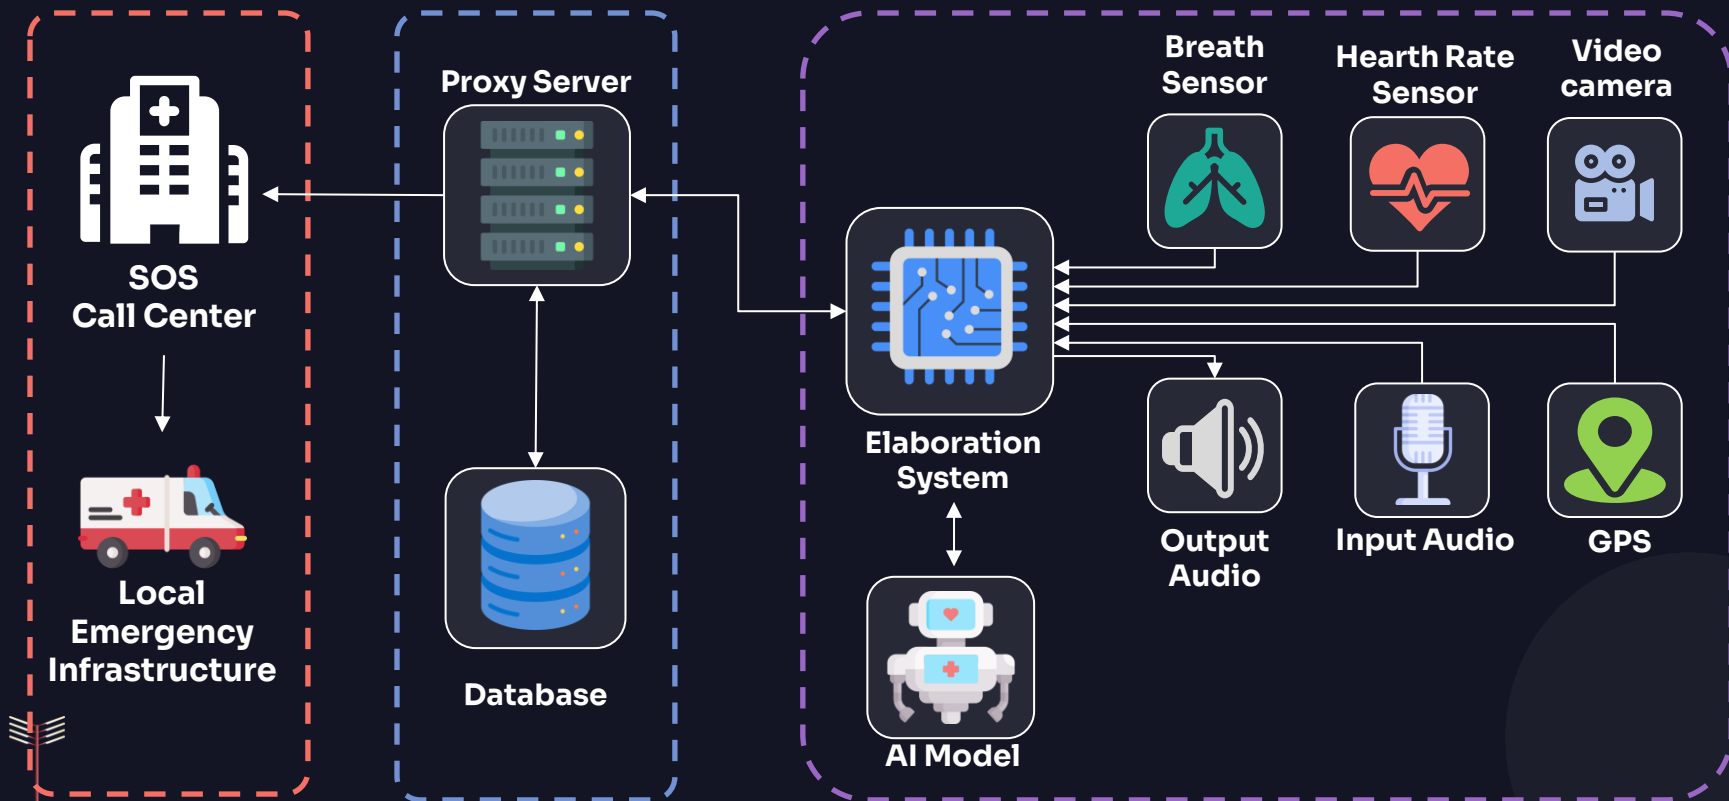 SOS
Call Center
Local
Emergency
Infrastructure
Proxy Server
Database
Elaboration
System
AI Model
Breath
Sensor
Hearth Rate
Sensor
Video
camera
Output
Audio
Input Audio
GPS